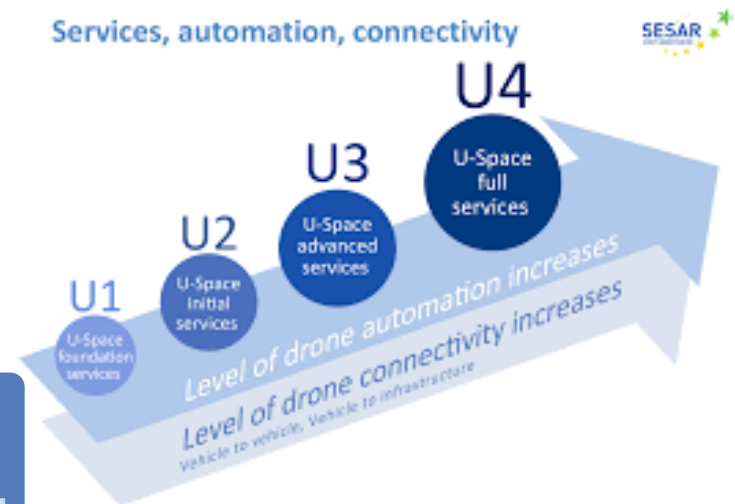 Services, automation, connectivity
SESAR
U4
U-Space
full
services
U3
U-Space
advanced
services
U2
U-Space
initial
services
U1
U-Space
foundation
services
Level of drone automation increases
Level of drone connectivity increases
Vehicle to vehicle, Vehicle to infrastructure